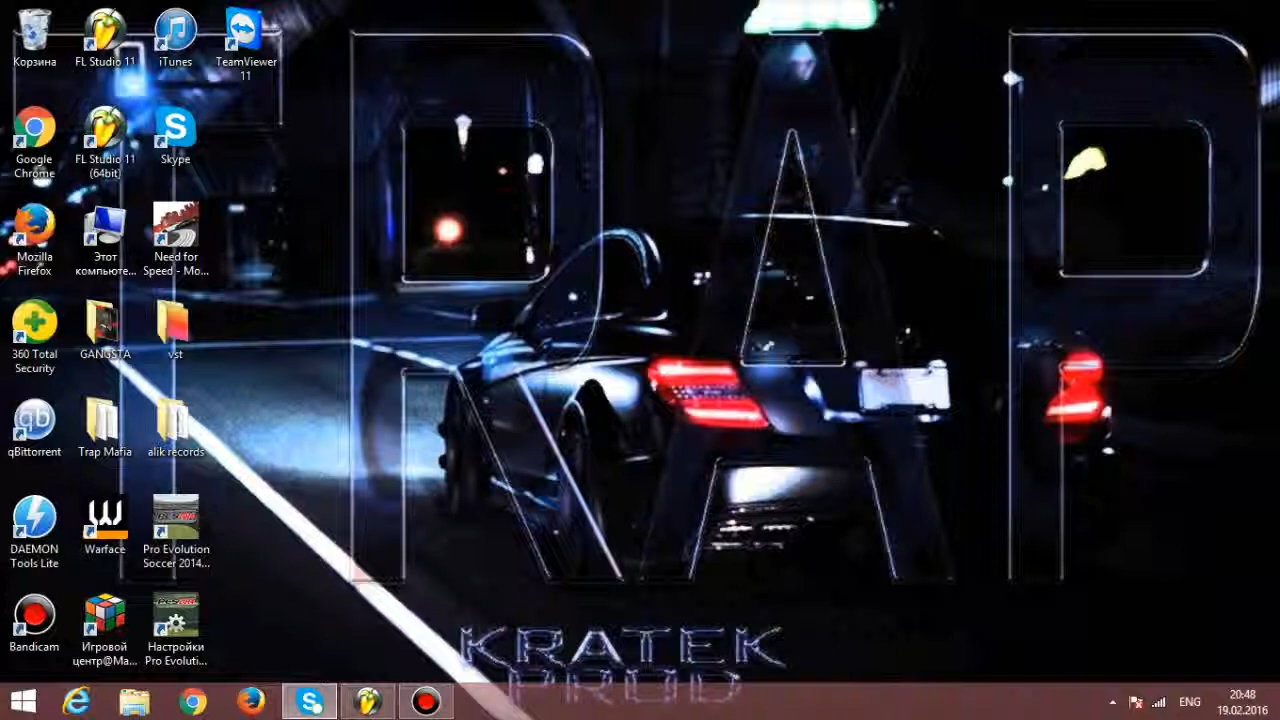 TRAP
KRATEK
PROD
Корзина
FL Studio 11
iTunes
TeamViewer
11
Google
Chrome
FL Studio 11
(64bit)
Skype
Mozilla
Firefox
Этот
компьюте...
Need for
Speed - Mo...
360 Total
Security
GANGSTA
vst
qBittorrent
Trap Mafia
alik records
DAEMON
Tools Lite
Warface
Pro Evolution
Soccer 2014...
Bandicam
Игровой
центр@Ма...
Настройки
Pro Evoluti...
ENG
20:48
19.02.2016